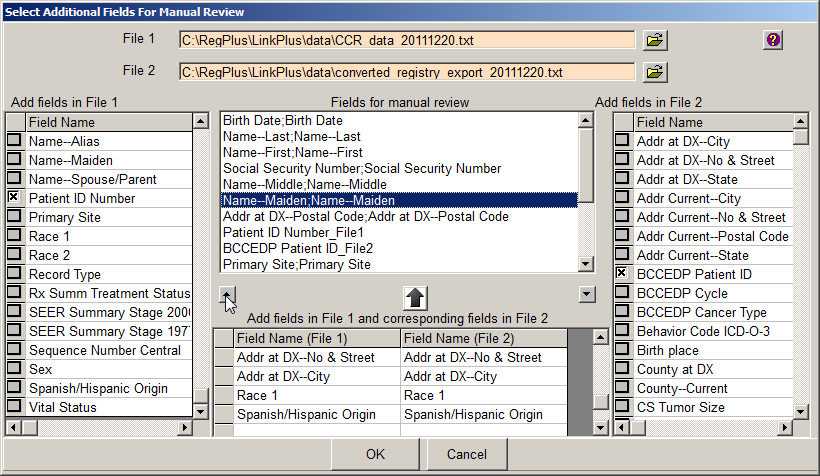 Select Additional Fields For Manual Review
File 1 C:\RegPlus\LinkPlus\data\CCR_data_20111220.txt
File 2 C:\RegPlus\LinkPlus\data\converted_registry_export_20111220.txt
Add fields in File 1
Field Name
Name--Alias
Name--Maiden
Name--Spouse/Parent
Patient ID Number
Primary Site
Race 1
Race 2
Record Type
Rx Summ Treatment Status
SEER Summary Stage 200
SEER Summary Stage 197
Sequence Number Central
Sex
Spanish/Hispanic Origin
Vital Status
Fields for manual review
Birth Date;Birth Date
Name--Last;Name--Last
Name--First;Name--First
Social Security Number;Social Security Number
Name--Middle;Name--Middle
Name--Maiden;Name--Maiden
Addr at DX--Postal Code;Addr at DX--Postal Code
Patient ID Number_File1
BCCEDP Patient ID_File2
Primary Site;Primary Site
Add fields in File 1 and corresponding fields in File 2
Field Name (File 1) Field Name (File 2)
Addr at DX--No & Street Addr at DX--No & Street
Addr at DX--City Addr at DX--City
Race 1 Race 1
Spanish/Hispanic Origin Spanish/Hispanic Origin
Add fields in File 2
Field Name
Addr at DX--City
Addr at DX--No & Street
Addr at DX--State
Addr Current--City
Addr Current--No & Street
Addr Current--Postal Code
Addr Current--State
BCCEDP Patient ID
BCCEDP Cycle
BCCEDP Cancer Type
Behavior Code ICD-O-3
Birth place
County at DX
County--Current
CS Tumor Size
OK Cancel